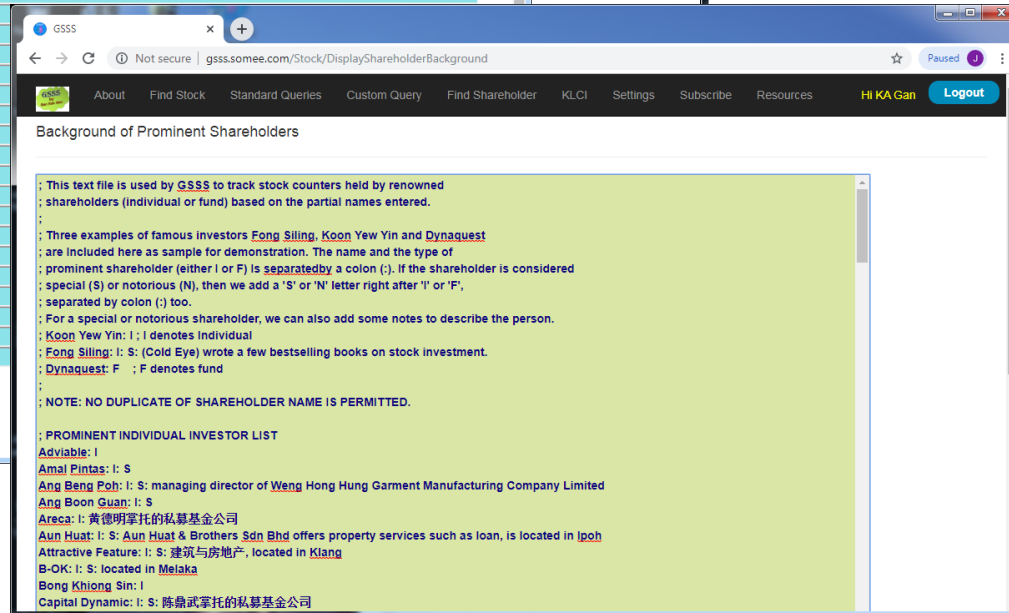 GSSS
Not secure | gsss.somee.com/Stock/DisplayShareholderBackground
Paused J
GSSS
About Find Stock Standard Queries Custom Query Find Shareholder KLCI Settings Subscribe Resources Hi KA Gan Logout
Background of Prominent Shareholders
; This text file is used by GSSS to track stock counters held by renowned
; shareholders (individual or fund) based on the partial names entered.
;
; Three examples of famous investors Fong Siling, Koon Yew Yin and Dynaquest
; are included here as sample for demonstration. The name and the type of
; prominent shareholder (either I or F) is separatedby a colon (:). If the shareholder is considered
; special (S) or notorious (N), then we add a 'S' or 'N' letter right after 'I' or 'F',
; separated by colon (:) too.
; For a special or notorious shareholder, we can also add some notes to describe the person.
; Koon Yew Yin: I ; I denotes Individual
; Fong Siling: I: S: (Cold Eye) wrote a few bestselling books on stock investment.
; Dynaquest: F ; F denotes fund
;
; NOTE: NO DUPLICATE OF SHAREHOLDER NAME IS PERMITTED.
; PROMINENT INDIVIDUAL INVESTOR LIST
Adviable: I
Amal Pintas: I: S
Ang Beng Poh: I: S: managing director of Weng Hong Hung Garment Manufacturing Company Limited
Ang Boon Guan: I: S
Areca: I: 黄德明掌托的私募基金公司
Aun Huat: I: S: Aun Huat & Brothers Sdn Bhd offers property services such as loan, is located in Ipoh
Attractive Feature: I: S: 建筑与房地产, located in Klang
B-OK: I: S: located in Melaka
Bong Khiong Sin: I
Capital Dynamic: I: S: 陈鼎武掌托的私募基金公司